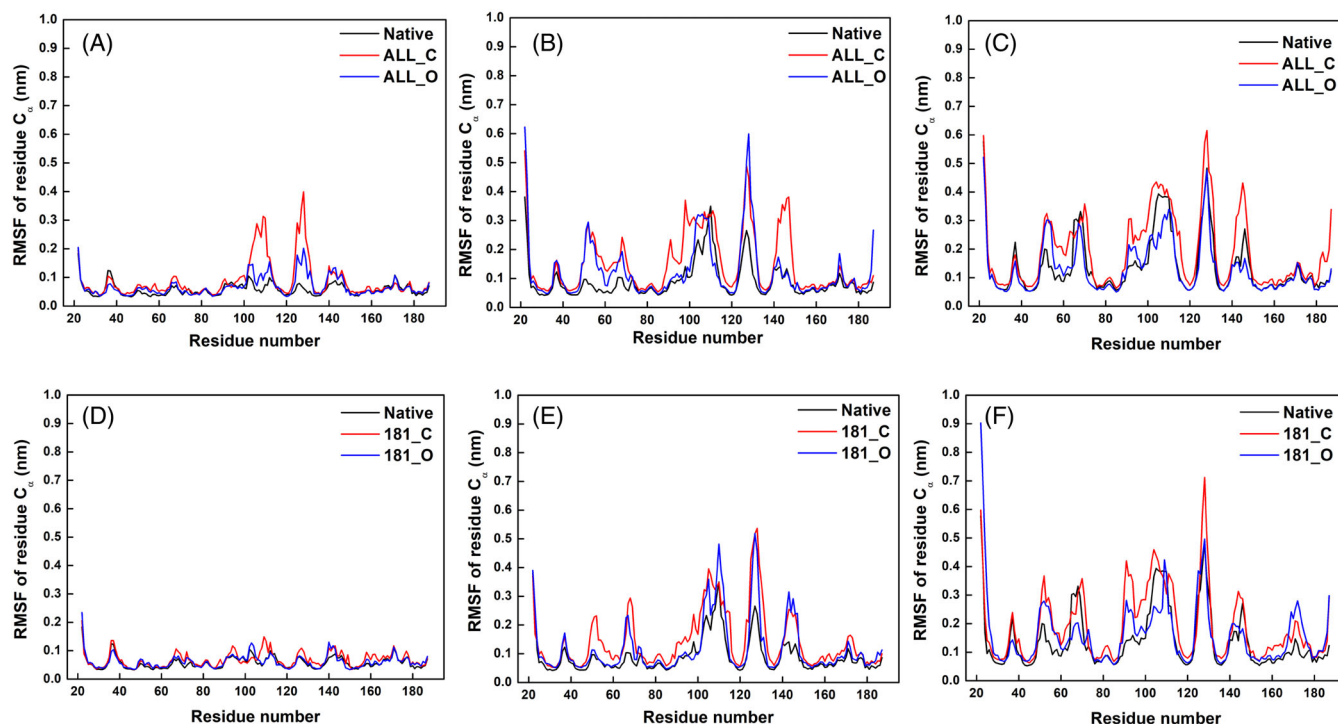 (A)
Native
ALL_C
ALL_O
RMSF of residue Cα (nm)
1.0
0.9
0.8
0.7
0.6
0.5
0.4
0.3
0.2
0.1
0.0
20 40 60 80 100 120 140 160 180
Residue number
(B)
Native
ALL_C
ALL_O
RMSF of residue Cα (nm)
1.0
0.9
0.8
0.7
0.6
0.5
0.4
0.3
0.2
0.1
0.0
20 40 60 80 100 120 140 160 180
Residue number
(C)
Native
ALL_C
ALL_O
RMSF of residue Cα (nm)
1.0
0.9
0.8
0.7
0.6
0.5
0.4
0.3
0.2
0.1
0.0
20 40 60 80 100 120 140 160 180
Residue number
(D)
Native
181_C
181_O
RMSF of residue Cα (nm)
1.0
0.9
0.8
0.7
0.6
0.5
0.4
0.3
0.2
0.1
0.0
20 40 60 80 100 120 140 160 180
Residue number
(E)
Native
181_C
181_O
RMSF of residue Cα (nm)
1.0
0.9
0.8
0.7
0.6
0.5
0.4
0.3
0.2
0.1
0.0
20 40 60 80 100 120 140 160 180
Residue number
(F)
Native
181_C
181_O
RMSF of residue Cα (nm)
1.0
0.9
0.8
0.7
0.6
0.5
0.4
0.3
0.2
0.1
0.0
20 40 60 80 100 120 140 160 180
Residue number